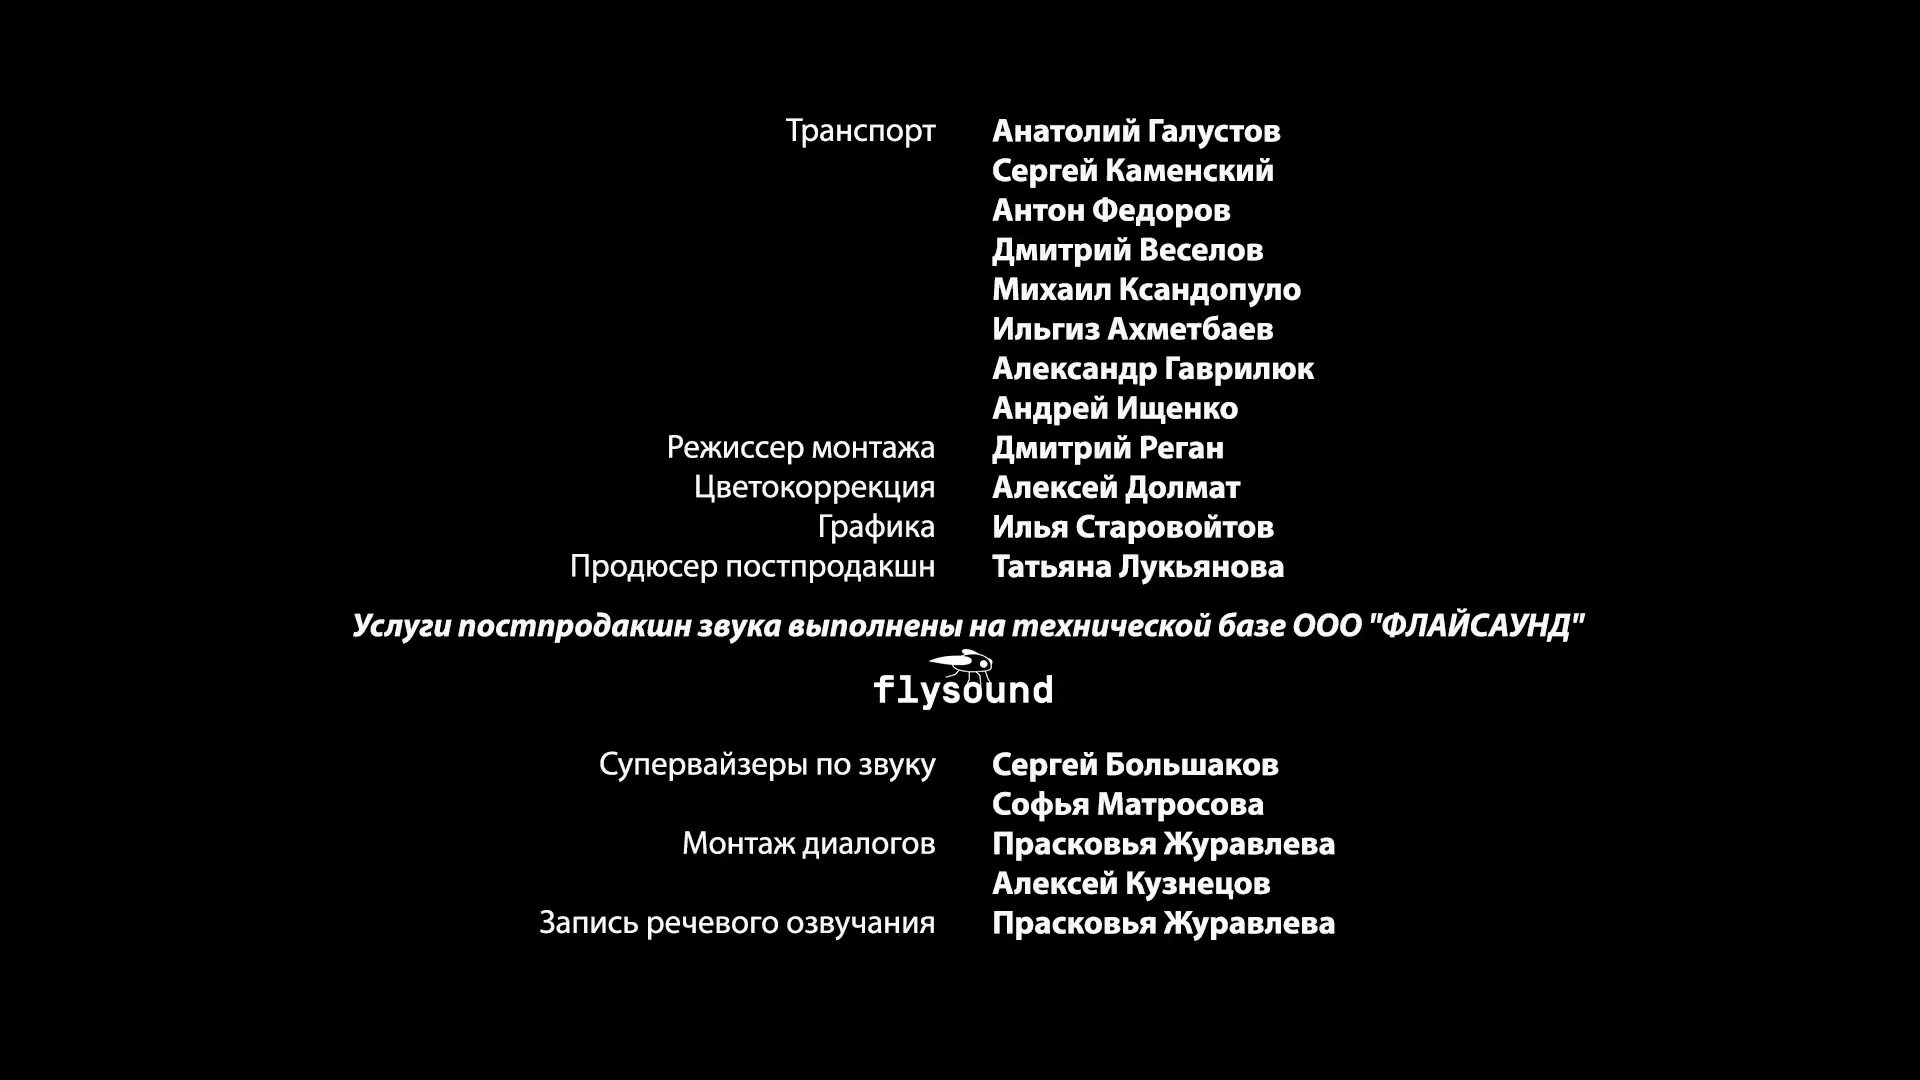 Транспорт Анатолий Галустов
Сергей Каменский
Антон Федоров
Дмитрий Веселов
Михаил Ксандопуло
Ильгиз Ахметбаев
Александр Гаврилюк
Андрей Ищенко
Режиссер монтажа Дмитрий Реган
Цветокоррекция Алексей Долмат
Графика Илья Старовойтов
Продюсер постпродакшн Татьяна Лукьянова
Услуги постпродакшн звука выполнены на технической базе ООО "ФЛАЙСАУНД"
flysound
Супервайзеры по звуку Сергей Большаков
Софья Матросова
Монтаж диалогов Прасковья Журавлева
Алексей Кузнецов
Запись речевого озвучания Прасковья Журавлева